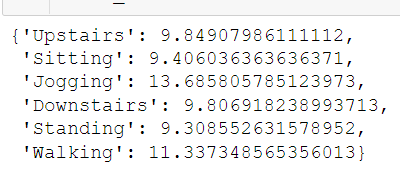 {'Upstairs': 9.84907986111112,
'Sitting': 9.406036363636371,
'Jogging': 13.685805785123973,
'Downstairs': 9.806918238993713,
'Standing': 9.308552631578952,
'Walking': 11.337348565356013}